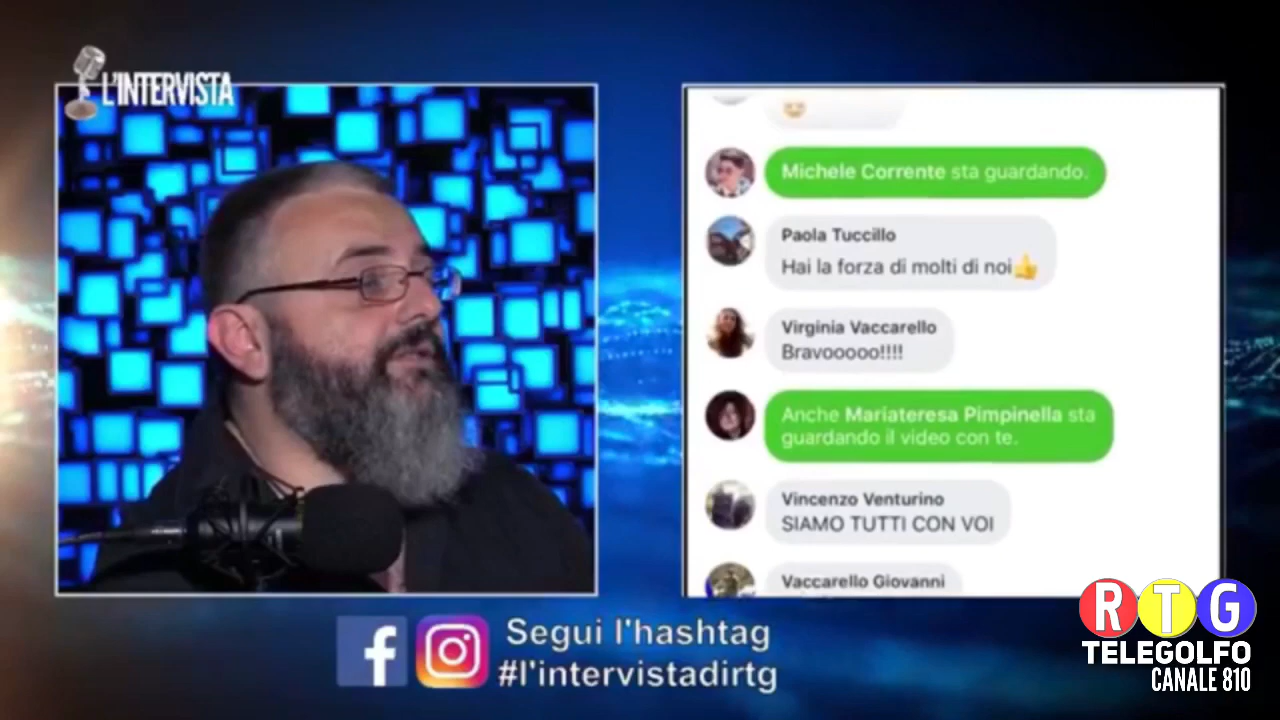 L'INTERVISTA
Michele Corrente sta guardando.
Paola Tuccillo
Hai la forza di molti di noi👍
Virginia Vaccarello
Bravooooo!!!!
Anche Mariateresa Pimpinella sta
guardando il video con te.
Vincenzo Venturino
SIAMO TUTTI CON VOI
Vaccarello Giovanni
Segui l'hashtag
#l'intervistadirtg
RTG
TELEGOLFO
CANALE 810